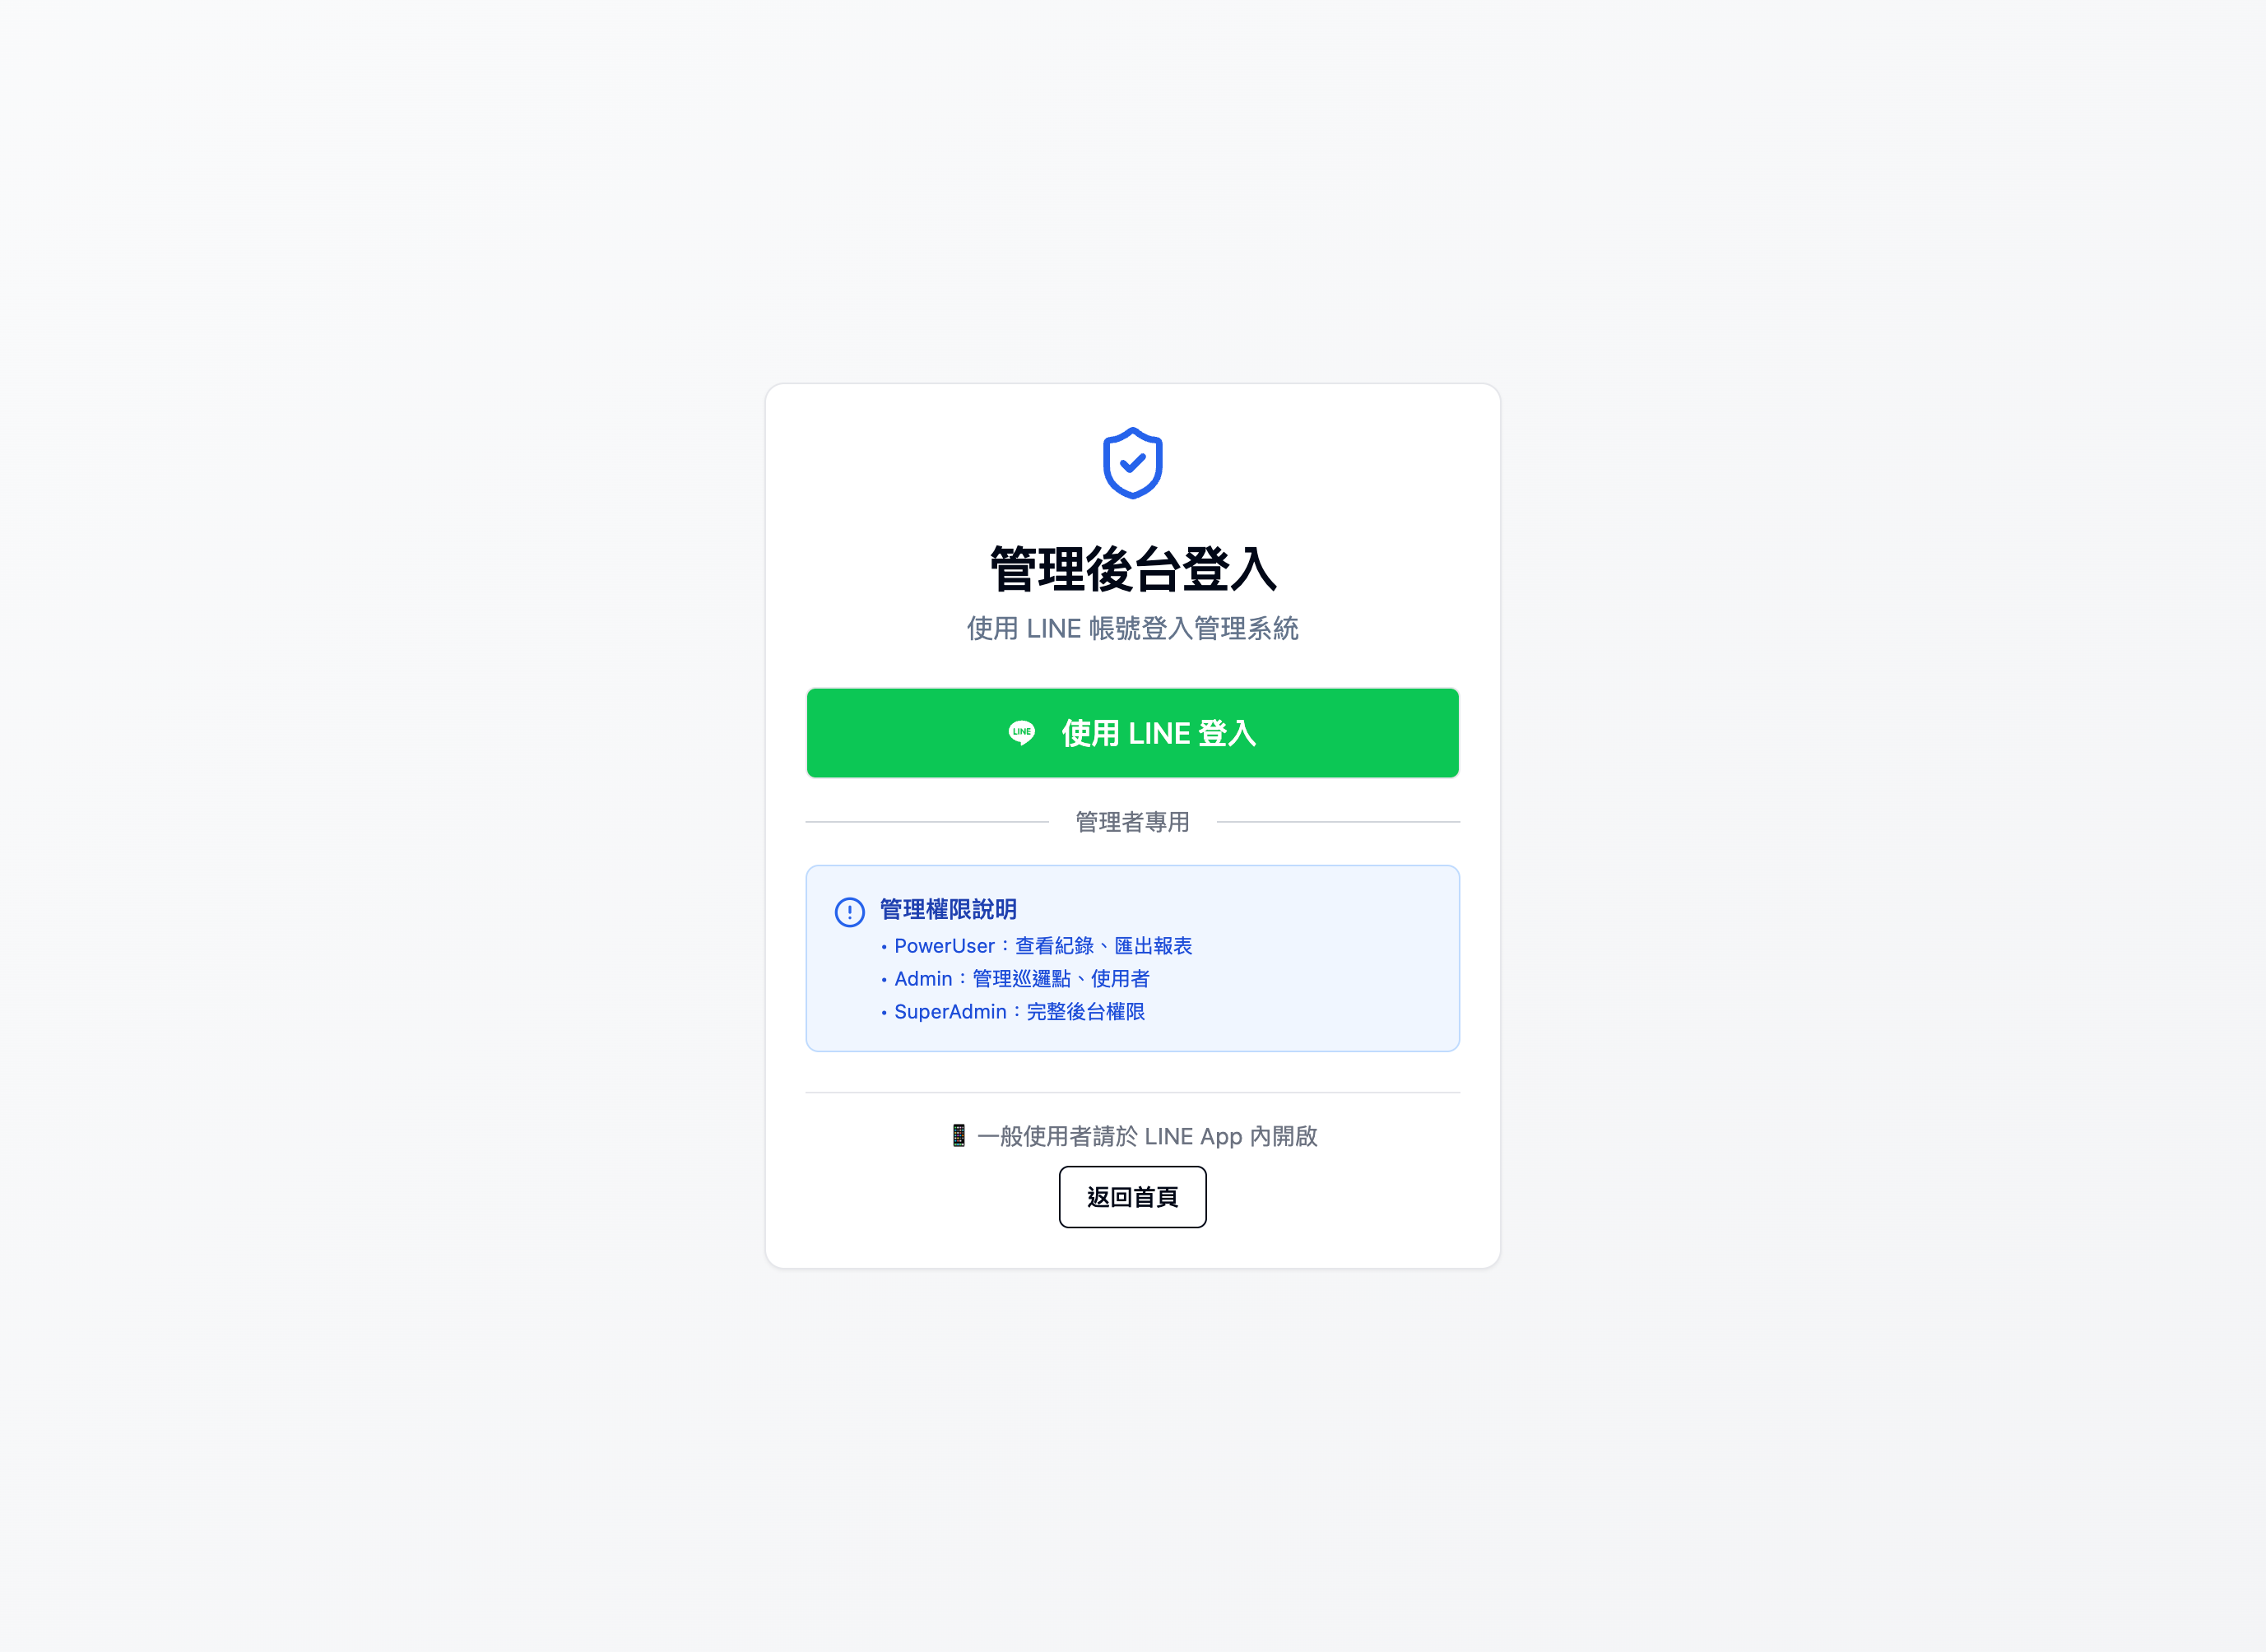 管理後台登入
使用 LINE 帳號登入管理系統
LINE 使用 LINE 登入
管理者專用
管理權限說明
• PowerUser：查看紀錄、匯出報表
• Admin：管理巡邏點、使用者
• SuperAdmin：完整後台權限
📱 一般使用者請於 LINE App 內開啟
返回首頁